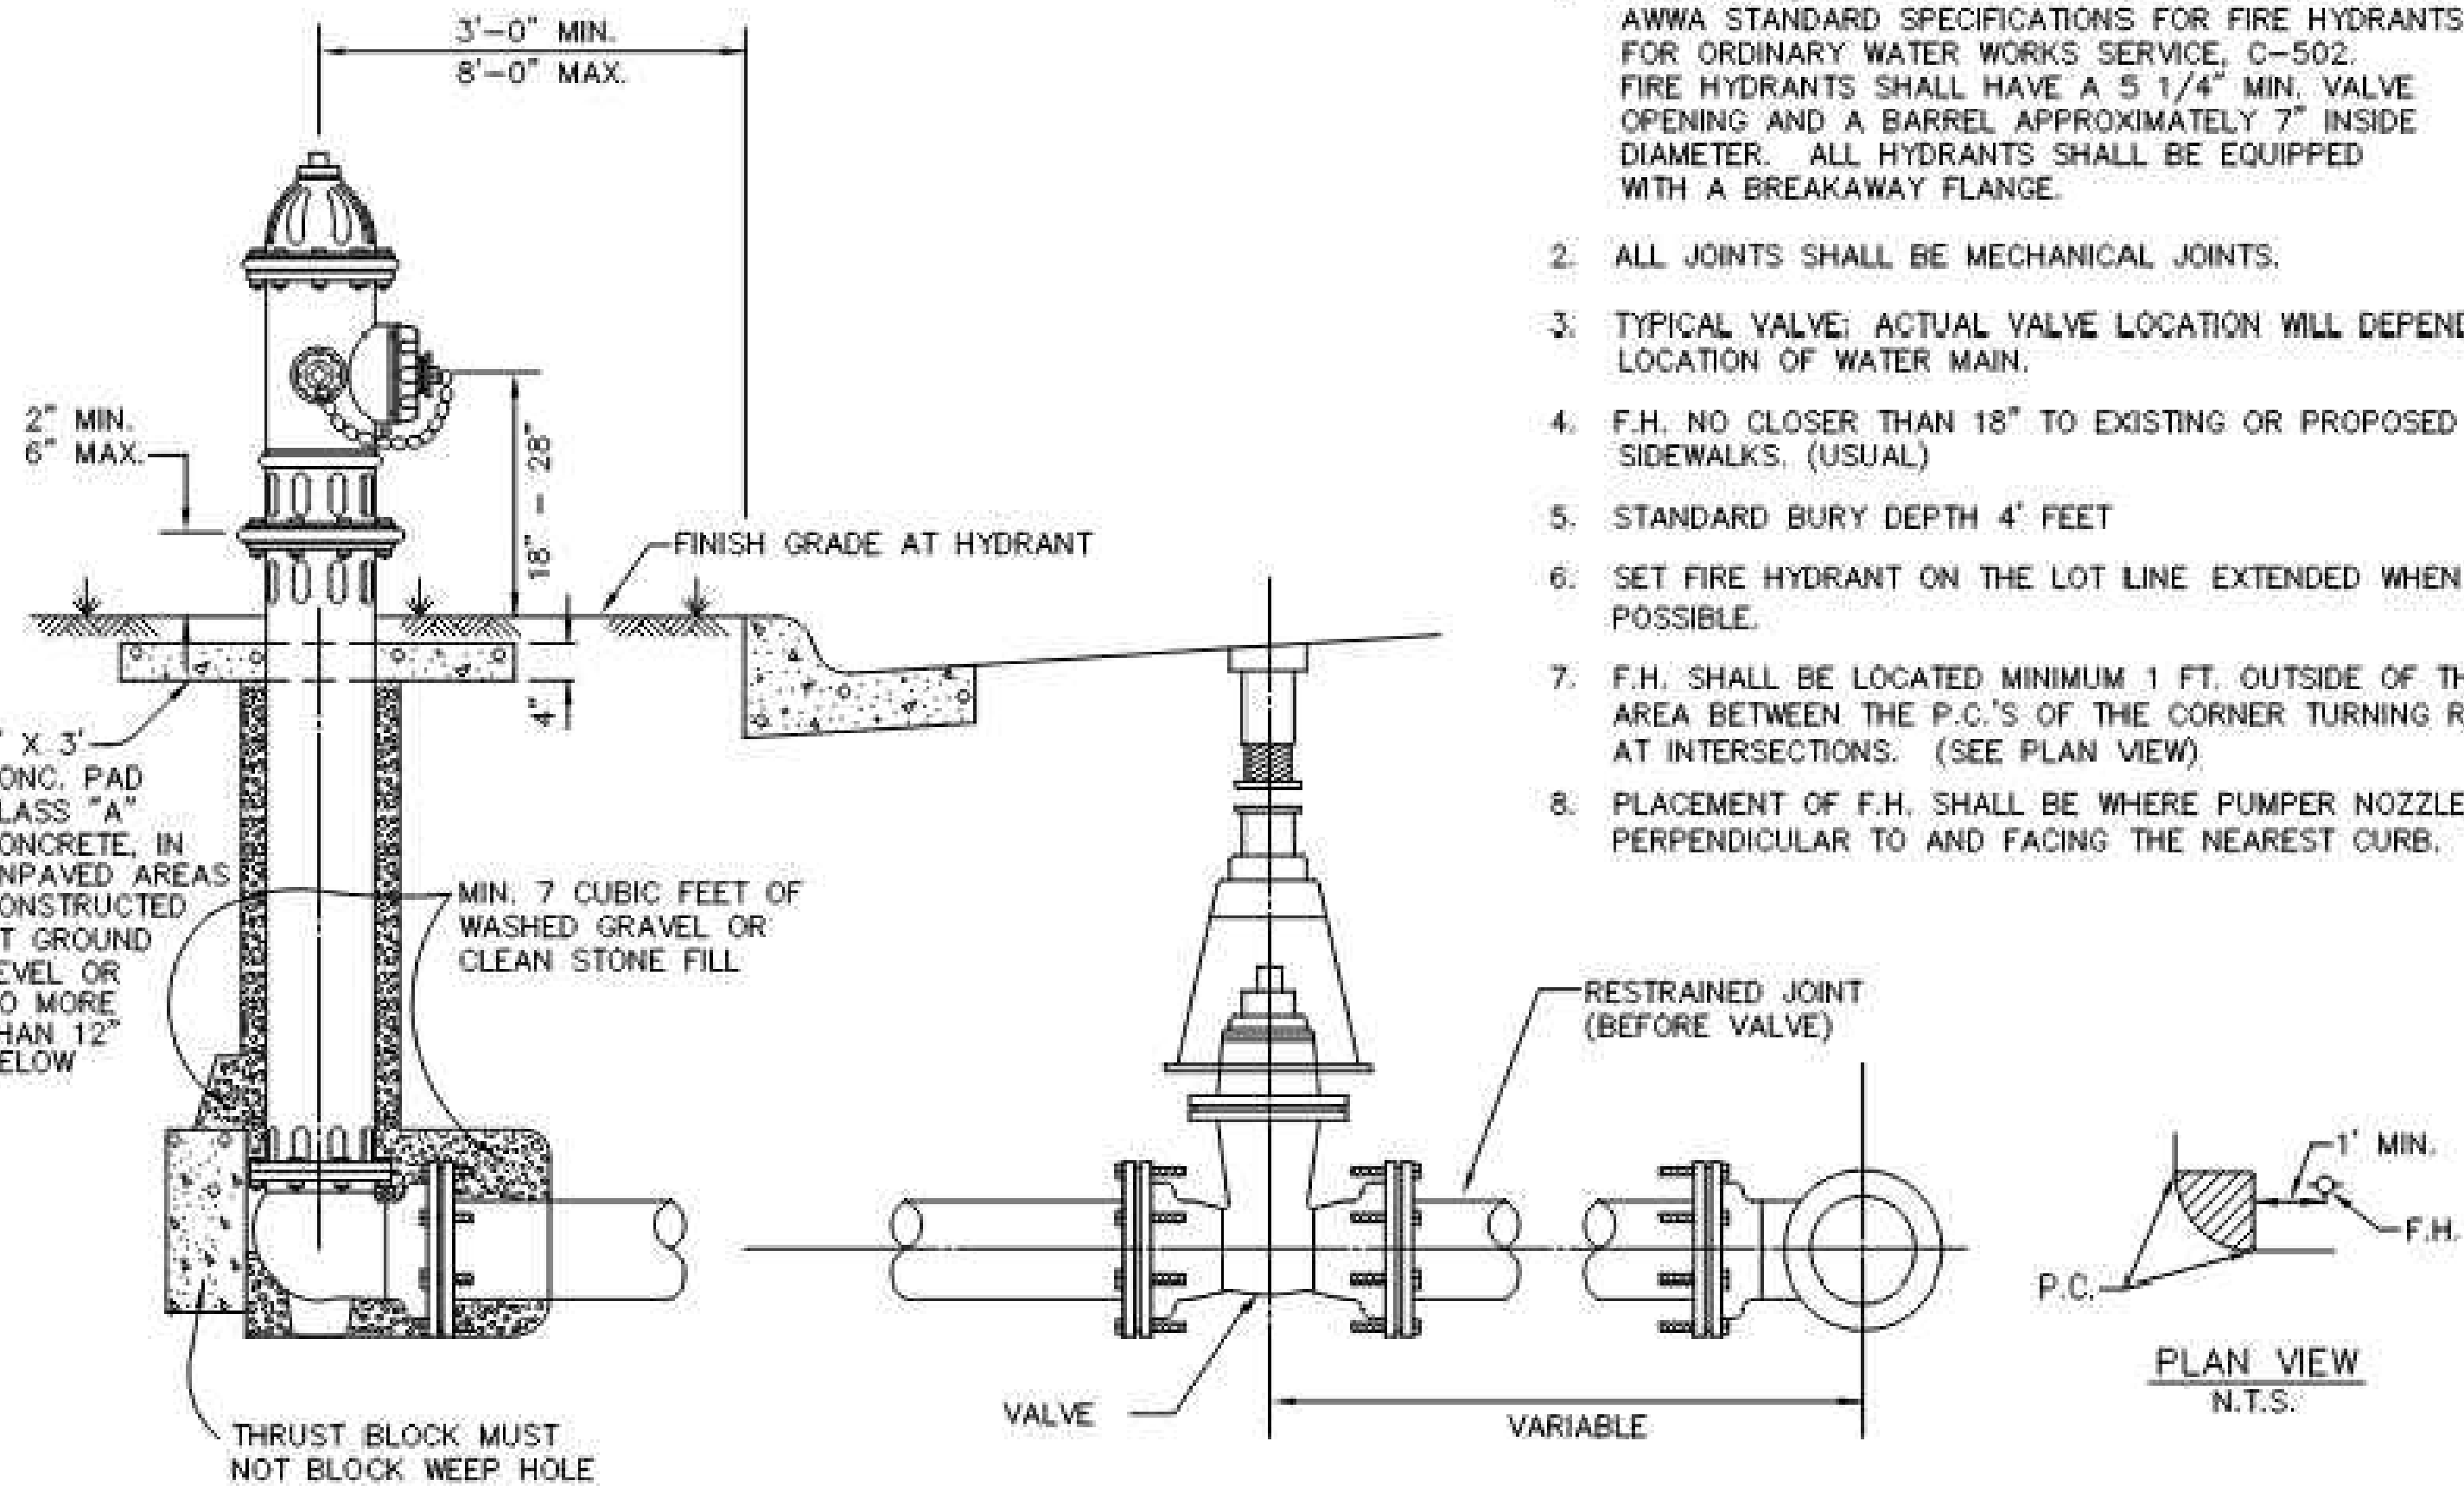 3'-0" MIN.
8'-0" MAX.
2" MIN.
6" MAX.
18" - 28"
FINISH GRADE AT HYDRANT
4"
' X 3'
ONC. PAD
LASS "A"
ONCRETE, IN
NPAVED AREAS
ONSTRUCTED
T GROUND
EVEL OR
O MORE
HAN 12"
ELOW
MIN. 7 CUBIC FEET OF
WASHED GRAVEL OR
CLEAN STONE FILL
THRUST BLOCK MUST
NOT BLOCK WEEP HOLE
VALVE
VARIABLE
RESTRAINED JOINT
(BEFORE VALVE)
AWWA STANDARD SPECIFICATIONS FOR FIRE HYDRANTS
FOR ORDINARY WATER WORKS SERVICE, C-502.
FIRE HYDRANTS SHALL HAVE A 5 1/4" MIN. VALVE
OPENING AND A BARREL APPROXIMATELY 7" INSIDE
DIAMETER. ALL HYDRANTS SHALL BE EQUIPPED
WITH A BREAKAWAY FLANGE.
2. ALL JOINTS SHALL BE MECHANICAL JOINTS.
3. TYPICAL VALVE; ACTUAL VALVE LOCATION WILL DEPEND
LOCATION OF WATER MAIN.
4. F.H. NO CLOSER THAN 18" TO EXISTING OR PROPOSED
SIDEWALKS. (USUAL)
5. STANDARD BURY DEPTH 4' FEET
6. SET FIRE HYDRANT ON THE LOT LINE EXTENDED WHEN
POSSIBLE.
7. F.H. SHALL BE LOCATED MINIMUM 1 FT. OUTSIDE OF TH
AREA BETWEEN THE P.C.'S OF THE CORNER TURNING R
AT INTERSECTIONS. (SEE PLAN VIEW)
8. PLACEMENT OF F.H. SHALL BE WHERE PUMPER NOZZLE
PERPENDICULAR TO AND FACING THE NEAREST CURB.
1' MIN.
F.H.
P.C.
PLAN VIEW
N.T.S.